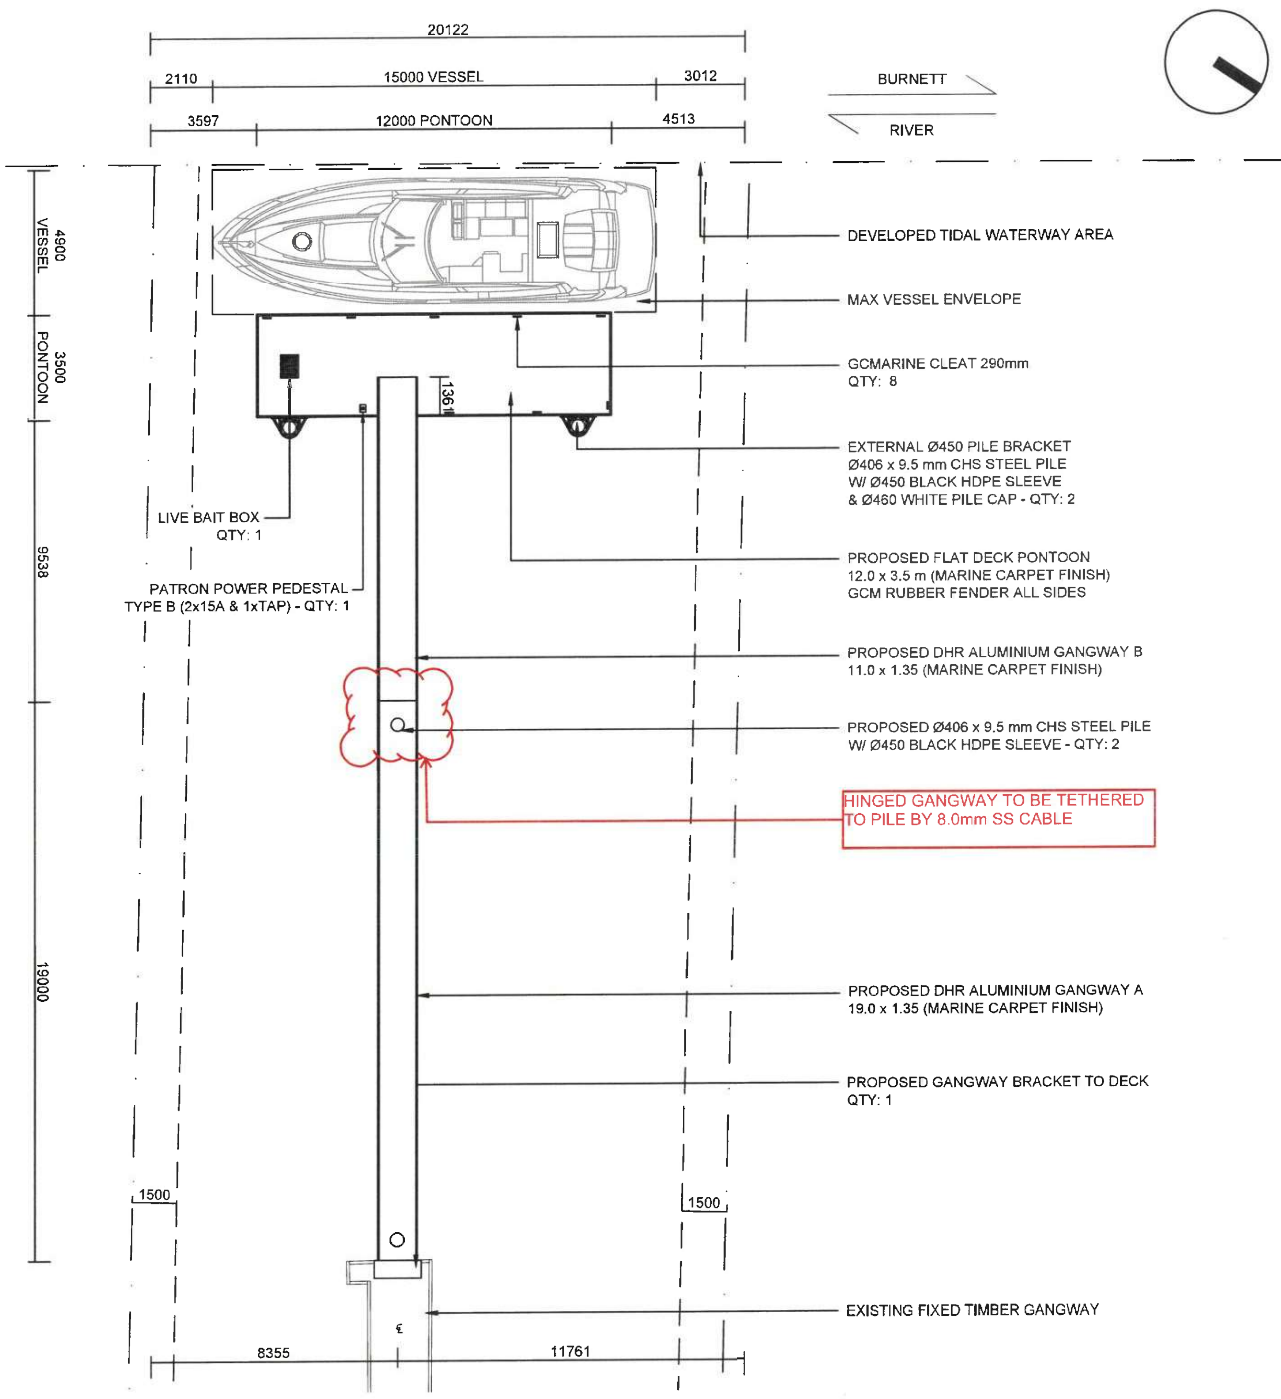 20122
2110
15000 VESSEL
3012
3597
12000 PONTOON
4513
BURNETT
RIVER
4900
VESSEL
3500
PONTOON
9538
19000
1361
DEVELOPED TIDAL WATERWAY AREA
MAX VESSEL ENVELOPE
GCMARINE CLEAT 290mm
QTY: 8
EXTERNAL Ø450 PILE BRACKET
Ø406 x 9.5 mm CHS STEEL PILE
W/ Ø450 BLACK HDPE SLEEVE
& Ø460 WHITE PILE CAP - QTY: 2
LIVE BAIT BOX
QTY: 1
PATRON POWER PEDESTAL
TYPE B (2x15A & 1xTAP) - QTY: 1
PROPOSED FLAT DECK PONTOON
12.0 x 3.5 m (MARINE CARPET FINISH)
GCM RUBBER FENDER ALL SIDES
PROPOSED DHR ALUMINIUM GANGWAY B
11.0 x 1.35 (MARINE CARPET FINISH)
PROPOSED Ø406 x 9.5 mm CHS STEEL PILE
W/ Ø450 BLACK HDPE SLEEVE - QTY: 2
HINGED GANGWAY TO BE TETHERED
TO PILE BY 8.0mm SS CABLE
PROPOSED DHR ALUMINIUM GANGWAY A
19.0 x 1.35 (MARINE CARPET FINISH)
PROPOSED GANGWAY BRACKET TO DECK
QTY: 1
1500
1500
EXISTING FIXED TIMBER GANGWAY
℄
8355
11761